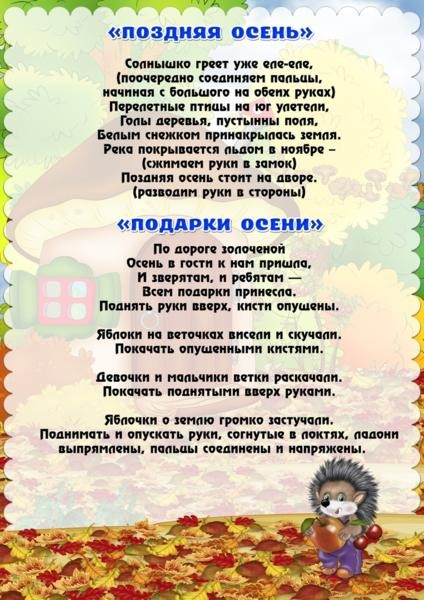 «ПОЗДНЯЯ ОСЕНЬ»
Солнышко греет уже еле-еле,
(поочередно соединяем пальцы,
начиная с большого на обеих руках)
Перелетные птицы на юг улетели,
Голы деревья, пустынны поля,
Белым снежком принакрылась земля.
Река покрывается льдом в ноябре –
(сжимаем руки в замок)
Поздняя осень стоит на дворе.
(разводим руки в стороны)
«ПОДАРКИ ОСЕНИ»
По дороге золоченой
Осень в гости к нам пришла,
И зверятам, и ребятам —
Всем подарки принесла.
Поднять руки вверх, кисти опущены.
Яблоки на веточках висели и скучали.
Покачать опущенными кистями.
Девочки и мальчики ветки раскачали.
Покачать поднятыми вверх руками.
Яблочки о землю громко застучали.
Поднимать и опускать руки, согнутые в локтях, ладони
выпрямлены, пальцы соединены и напряжены.